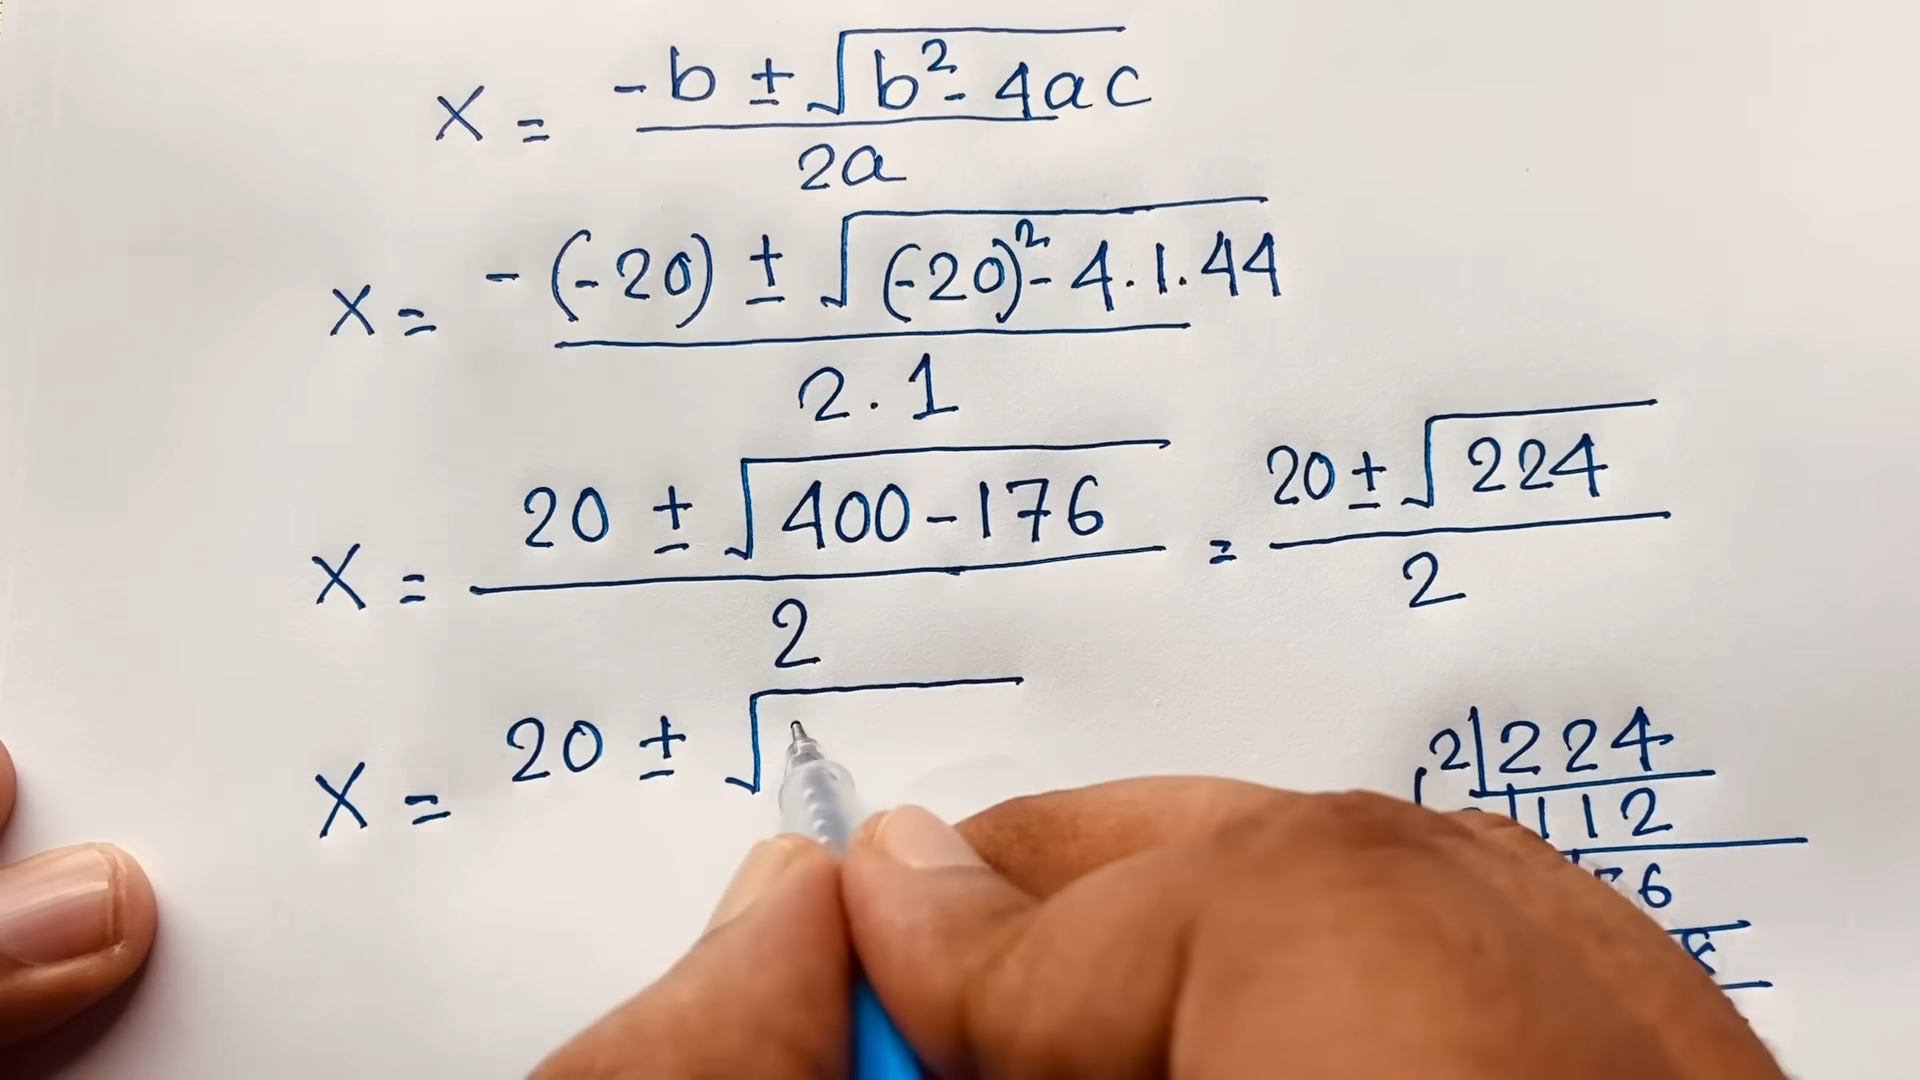 x = -b ± √b² - 4ac
2a
x = -(-20) ± √(-20)² - 4.1.44
2.1
x = 20 ± √400 - 176 = 20 ± √224
2 2
x = 20 ± √
2|224
112
6